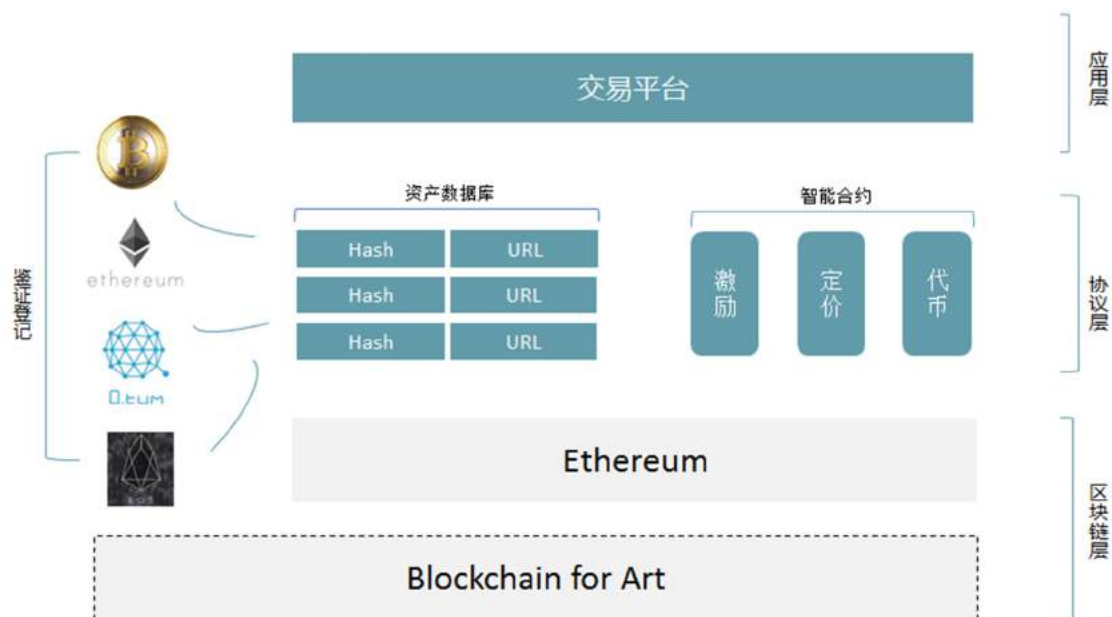 交易平台
应用层
资产数据库
智能合约
Hash URL
Hash URL
Hash URL
激励
定价
代币
协议层
鉴证登记
B
ethereum
Q.tum
EOS
Ethereum
区块链层
Blockchain for Art